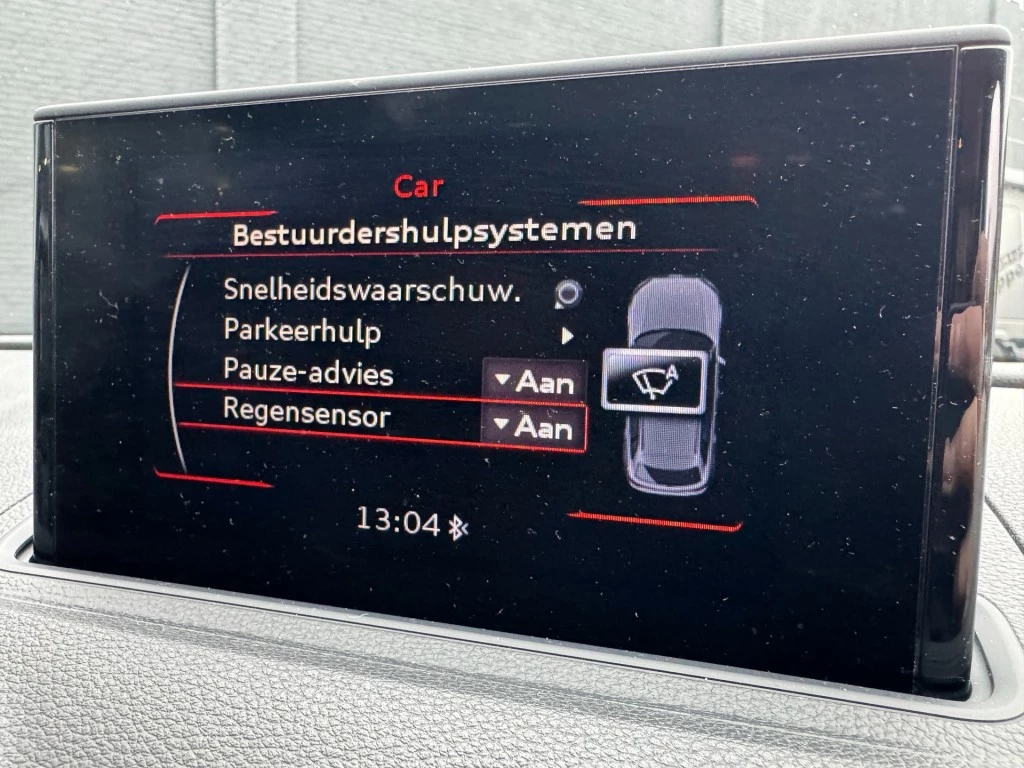 Car
Bestuurdershulpsystemen
Snelheidswaarschuw.
Parkeerhulp
Pauze-advies Aan
Regensensor Aan
A
13:04